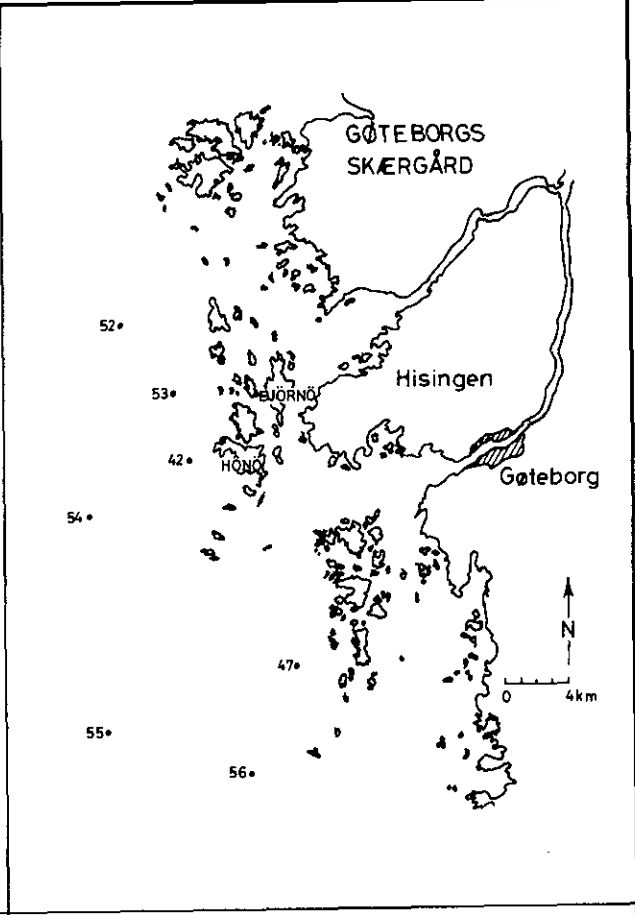 GØTEBORGS
SKÆRGÅRD
52
Hisingen
53
BJÖRNÖ
42
HÖNÖ
Gøteborg
54
N
47
0 4km
55
56